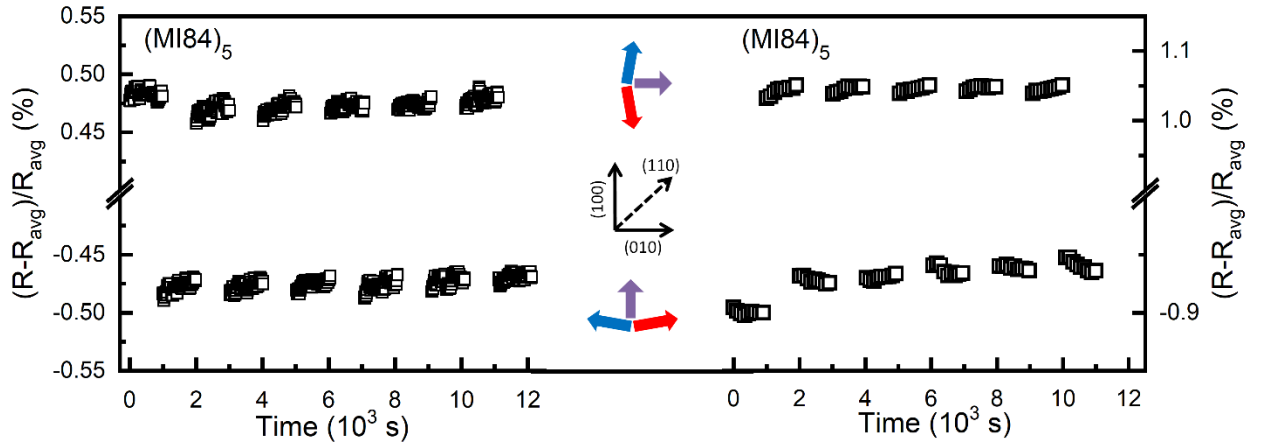 (MI84)5
(R-Ravg)/Ravg (%)
0.55
0.50
0.45
-0.45
-0.50
-0.55
0 2 4 6 8 10 12
Time (10³ s)
(100)
(110)
(010)
(MI84)5
1.1
1.0
-0.9
(R-Ravg)/Ravg (%)
0 2 4 6 8 10 12
Time (10³ s)